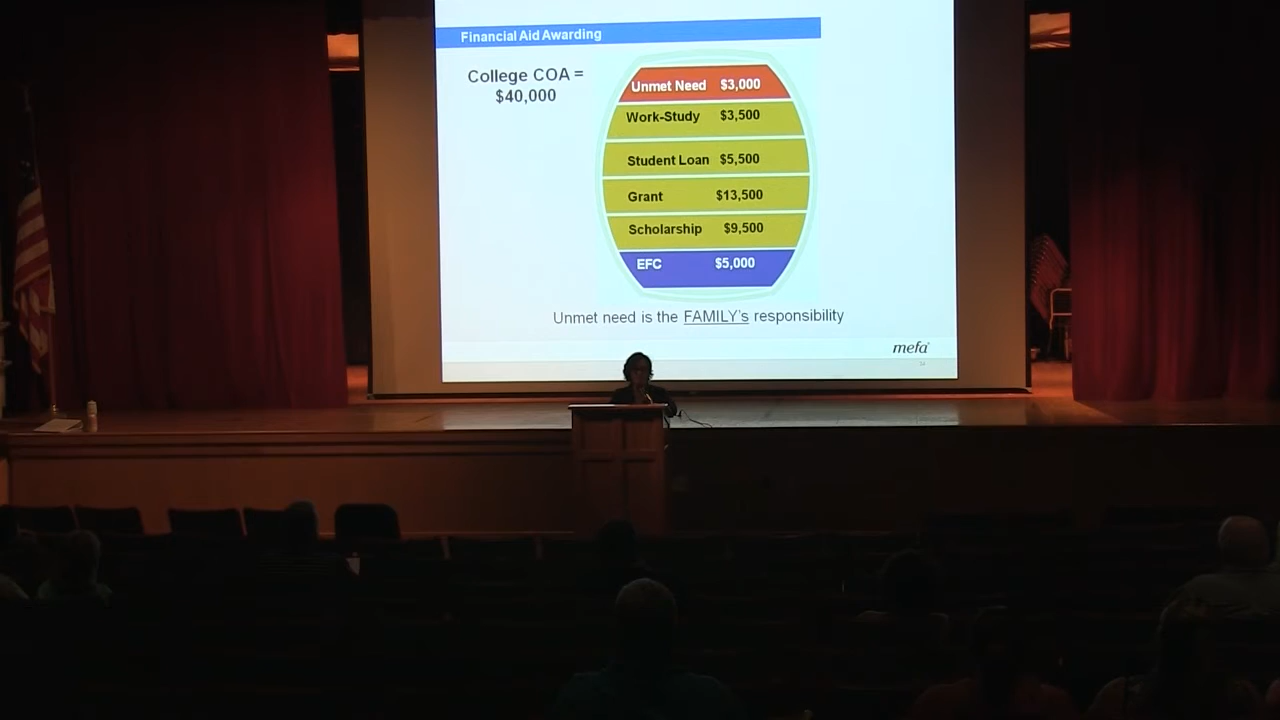 Financial Aid Awarding
College COA =
$40,000
Unmet Need $3,000
Work-Study $3,500
Student Loan $5,500
Grant $13,500
Scholarship $9,500
EFC $5,000
Unmet need is the FAMILY's responsibility
mefa